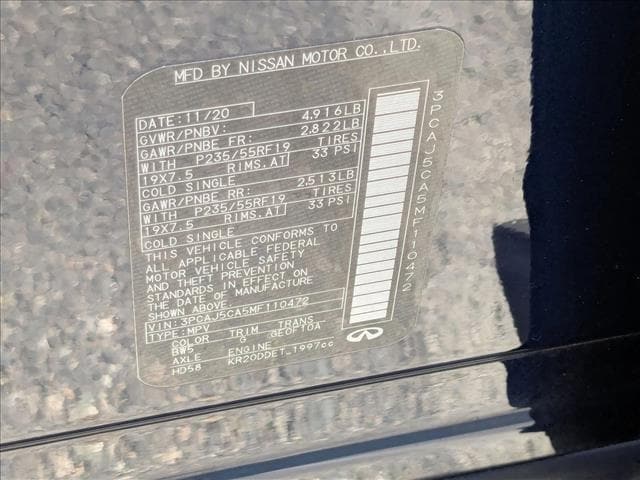 MFD BY NISSAN MOTOR CO.,LTD.
DATE: 11/20
GVWR/PNBV: 4,916LB
GAWR/PNBE FR: 2,822LB
WITH P235/55RF19 TIRES
19X7.5 RIMS.AT 33 PSI
COLD SINGLE
GAWR/PNBE RR: 2,513LB
WITH P235/55RF19 TIRES
19X7.5 RIMS.AT 33 PSI
COLD SINGLE
THIS VEHICLE CONFORMS TO
ALL APPLICABLE FEDERAL
MOTOR VEHICLE SAFETY
AND THEFT PREVENTION
STANDARDS IN EFFECT ON
THE DATE OF MANUFACTURE
SHOWN ABOVE.
VIN: 3PCAJ5CA5MF110472
TYPE: MPV
COLOR TRIM TRANS
BW5 G GE0F10A
AXLE ENGINE
HD58 KR20DDET 1997cc
3PCAJ5CA5MF110472